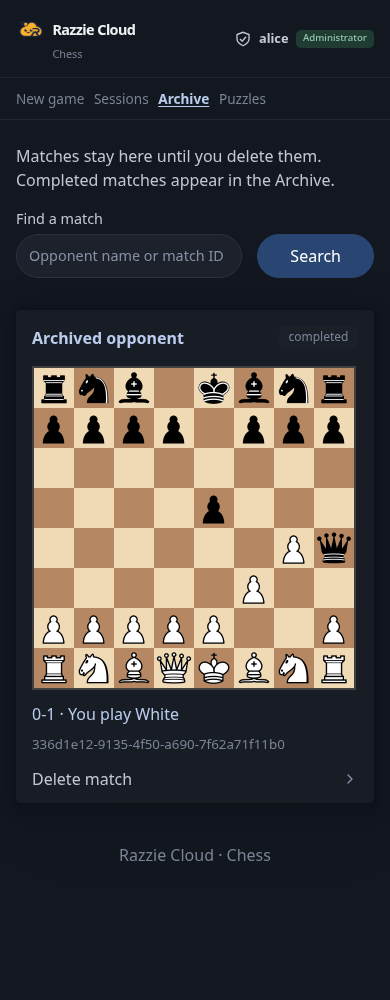 Razzie Cloud
Chess
alice
Administrator
New game Sessions Archive Puzzles
Matches stay here until you delete them.
Completed matches appear in the Archive.
Find a match
Opponent name or match ID
Search
Archived opponent
completed
0-1 · You play White
336d1e12-9135-4f50-a690-7f62a71f11b0
Delete match
Razzie Cloud · Chess